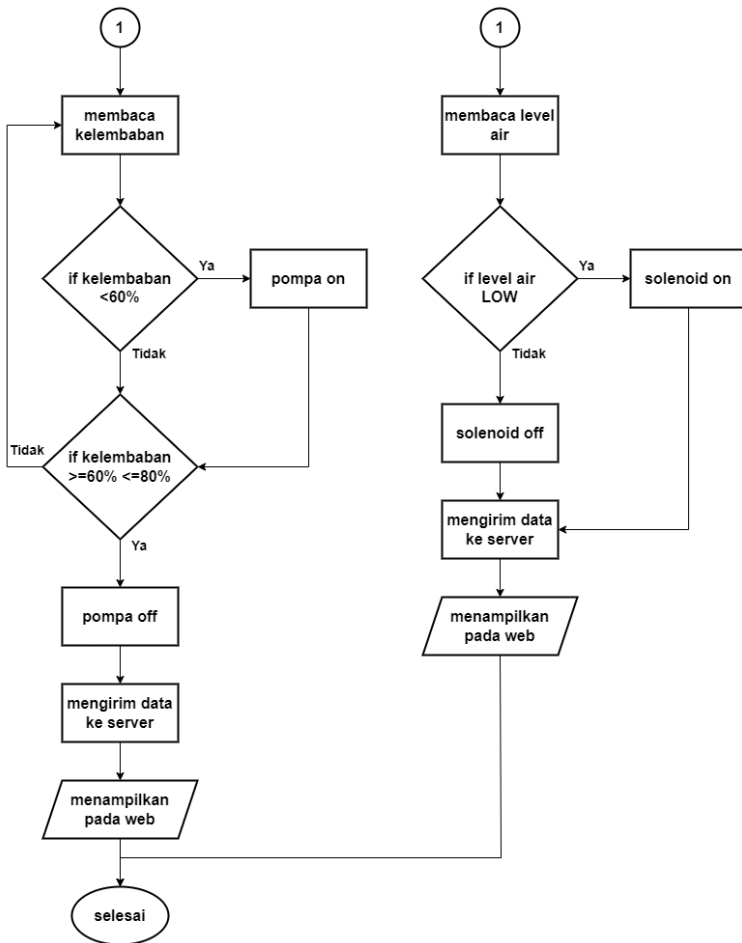 1
membaca
kelembaban
if kelembaban
<60%
Ya
pompa on
Tidak
if kelembaban
>=60% <=80%
Tidak
Ya
pompa off
mengirim data
ke server
menampilkan
pada web
selesai
1
membaca level
air
if level air
LOW
Ya
solenoid on
Tidak
solenoid off
mengirim data
ke server
menampilkan
pada web